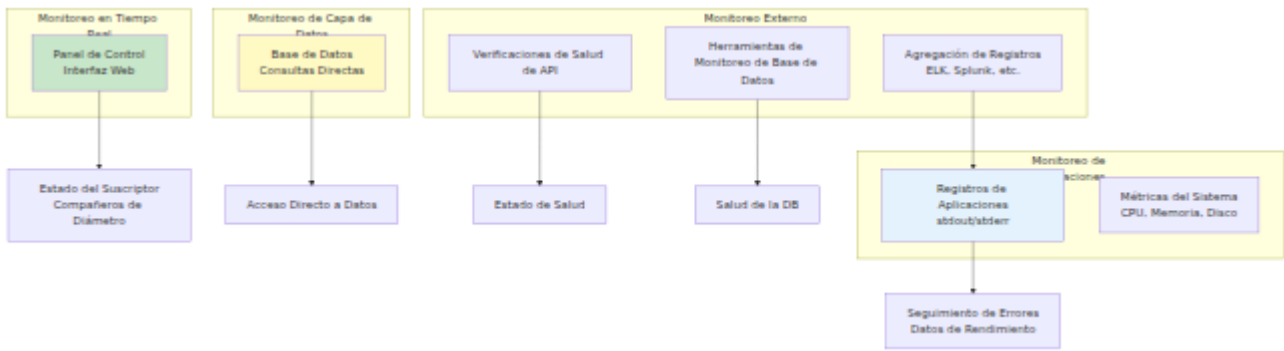 Monitoreo en Tiempo
Real
Panel de Control
Interfaz Web
Estado del Suscriptor
Compañeros de
Diámetro
Monitoreo de Capa de
Datos
Base de Datos
Consultas Directas
Acceso Directo a Datos
Monitoreo Externo
Verificaciones de Salud
de API
Estado de Salud
Herramientas de
Monitoreo de Base de
Datos
Salud de la DB
Agregación de Registros
ELK, Splunk, etc.
Monitoreo de
Registros de
Aplicaciones
stdout/stderr
Métricas del Sistema
CPU, Memoria, Disco
Seguimiento de Errores
Datos de Rendimiento